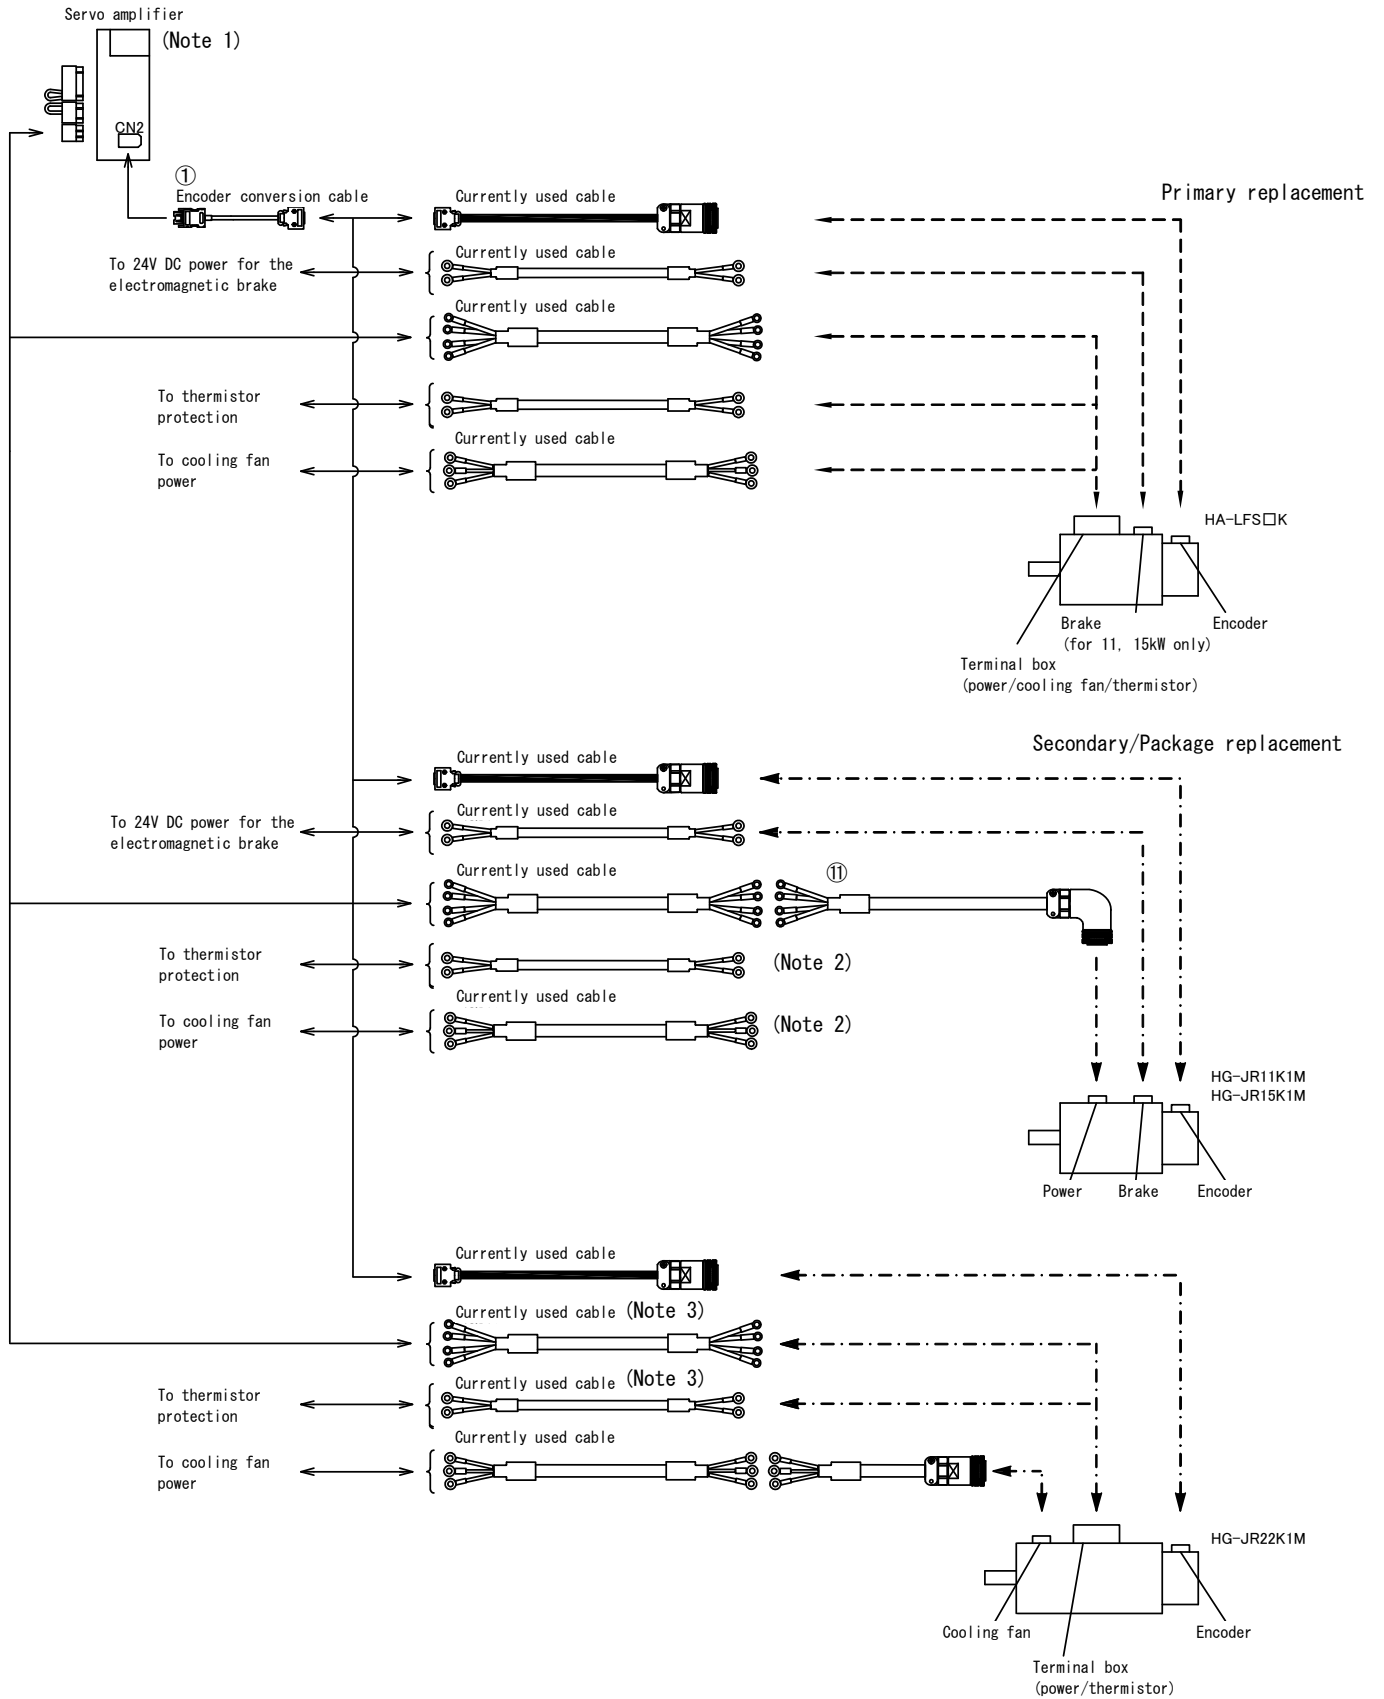 Servo amplifier
(Note 1)
CN2
①
Encoder conversion cable
Currently used cable
Primary replacement
To 24V DC power for the
electromagnetic brake
Currently used cable
Currently used cable
To thermistor
protection
Currently used cable
To cooling fan
power
HA-LFS□K
Brake
(for 11, 15kW only)
Encoder
Terminal box
(power/cooling fan/thermistor)
Secondary/Package replacement
Currently used cable
To 24V DC power for the
electromagnetic brake
Currently used cable
Currently used cable
⑪
To thermistor
protection
(Note 2)
Currently used cable
To cooling fan
power
(Note 2)
HG-JR11K1M
HG-JR15K1M
Power
Brake
Encoder
Currently used cable
Currently used cable (Note 3)
Currently used cable (Note 3)
To thermistor
protection
Currently used cable
To cooling fan
power
HG-JR22K1M
Cooling fan
Encoder
Terminal box
(power/thermistor)